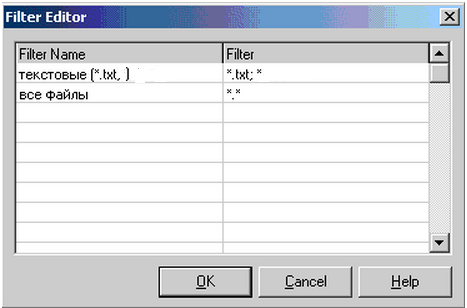 Filter Editor
Filter Name Filter
текстовые (*.txt, ) *.txt; *
все файлы *.*
OK Cancel Help